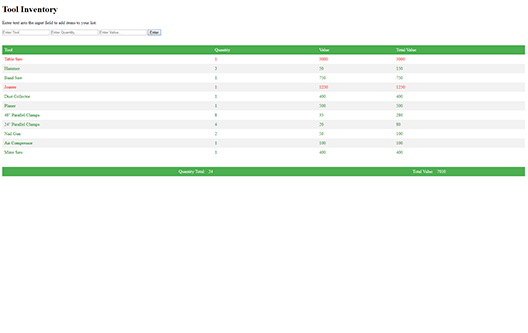 Tool Inventory
Enter text into the input field to add items to your list.
Enter Tool Enter Quantity Enter Value Enter
Tool Quantity Value Total Value
Table Saw 1 3000 3000
Hammer 3 50 150
Band Saw 1 750 750
Jointer 1 1250 1250
Dust Collector 1 400 400
Planer 1 500 500
48" Parallel Clamps 8 35 280
24" Parallel Clamps 4 20 80
Nail Gun 2 50 100
Air Compressor 1 100 100
Miter Saw 1 400 400
Quantity Total 24 Total Value 7010